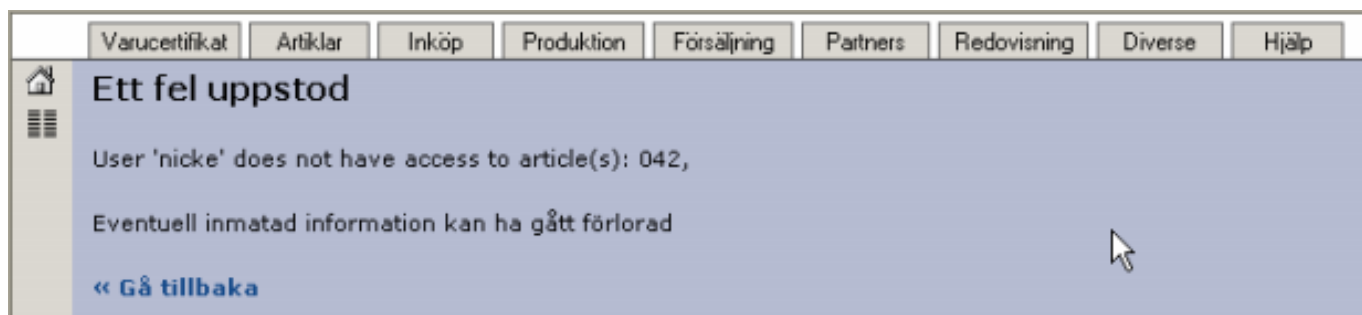 Varucertifikat Artiklar Inköp Produktion Försäljning Partners Redovisning Diverse Hjälp
Ett fel uppstod
User 'nicke' does not have access to article(s): 042,
Eventuell inmatad information kan ha gått förlorad
« Gå tillbaka